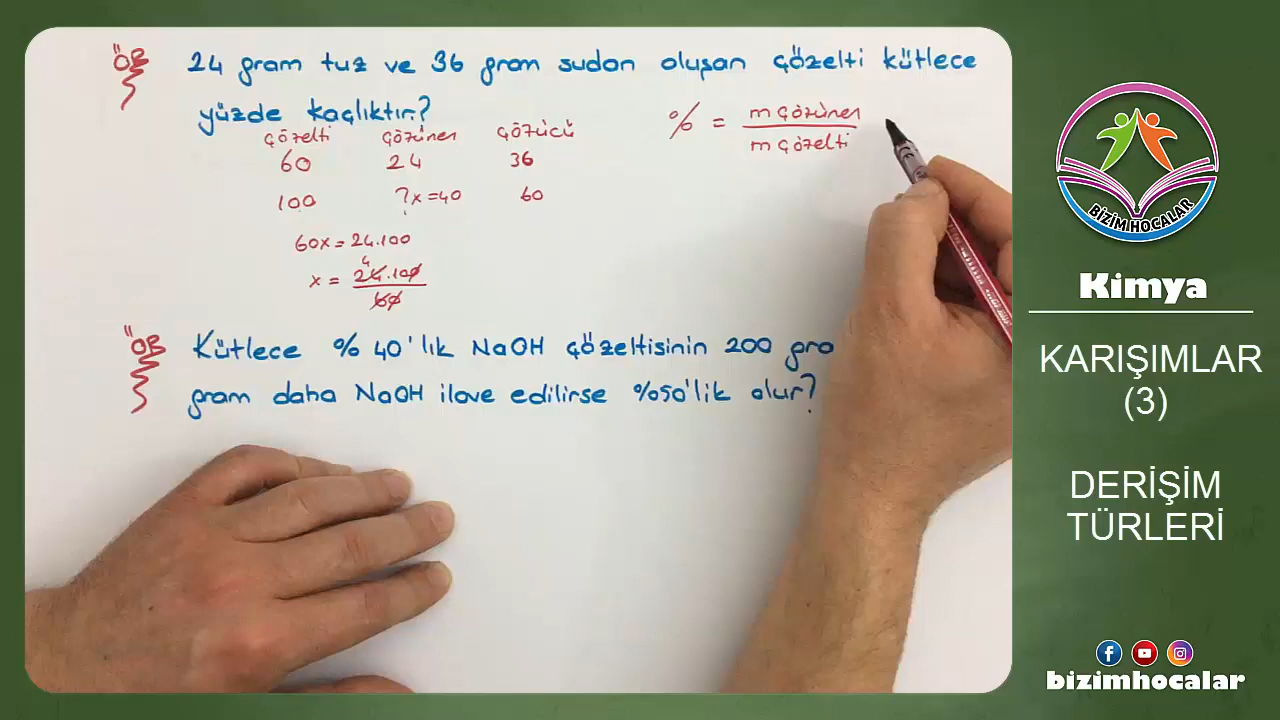 ÖR 24 gram tuz ve 36 gram sudan oluşan çözelti kütlece
yüzde kaçlıktır?
çözelti çözünen çözücü
60 24 36
100 ?x=40 60
60x = 24.100
x = 24.100 4
60
% = m çözünen
m çözelti
ÖR Kütlece % 40'lık NaOH çözeltisinin 200
gram daha NaOH ilave edilirse %50'lik olur?
BİZİM HOCALAR
Kimya
KARIŞIMLAR
(3)
DERİŞİM
TÜRLERİ
bizimhocalar